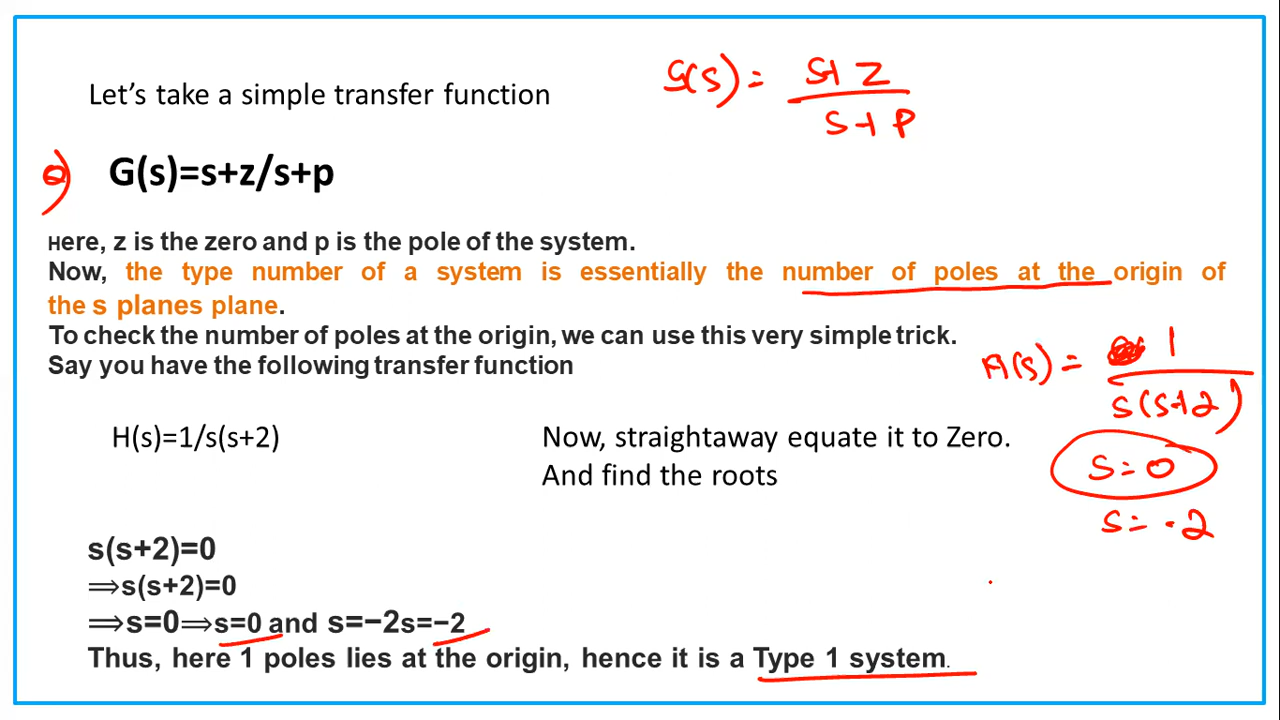 Let's take a simple transfer function
G(s) = s+z
s+p
G(s)=s+z/s+p
Here, z is the zero and p is the pole of the system.
Now, the type number of a system is essentially the number of poles at the origin of
the s planes plane.
To check the number of poles at the origin, we can use this very simple trick.
Say you have the following transfer function
H(s) = 1
s(s+2)
H(s)=1/s(s+2)
Now, straightaway equate it to Zero.
And find the roots
s=0
s=-2
s(s+2)=0
⟹s(s+2)=0
⟹s=0⟹s=0 and s=−2s=−2
Thus, here 1 poles lies at the origin, hence it is a Type 1 system.